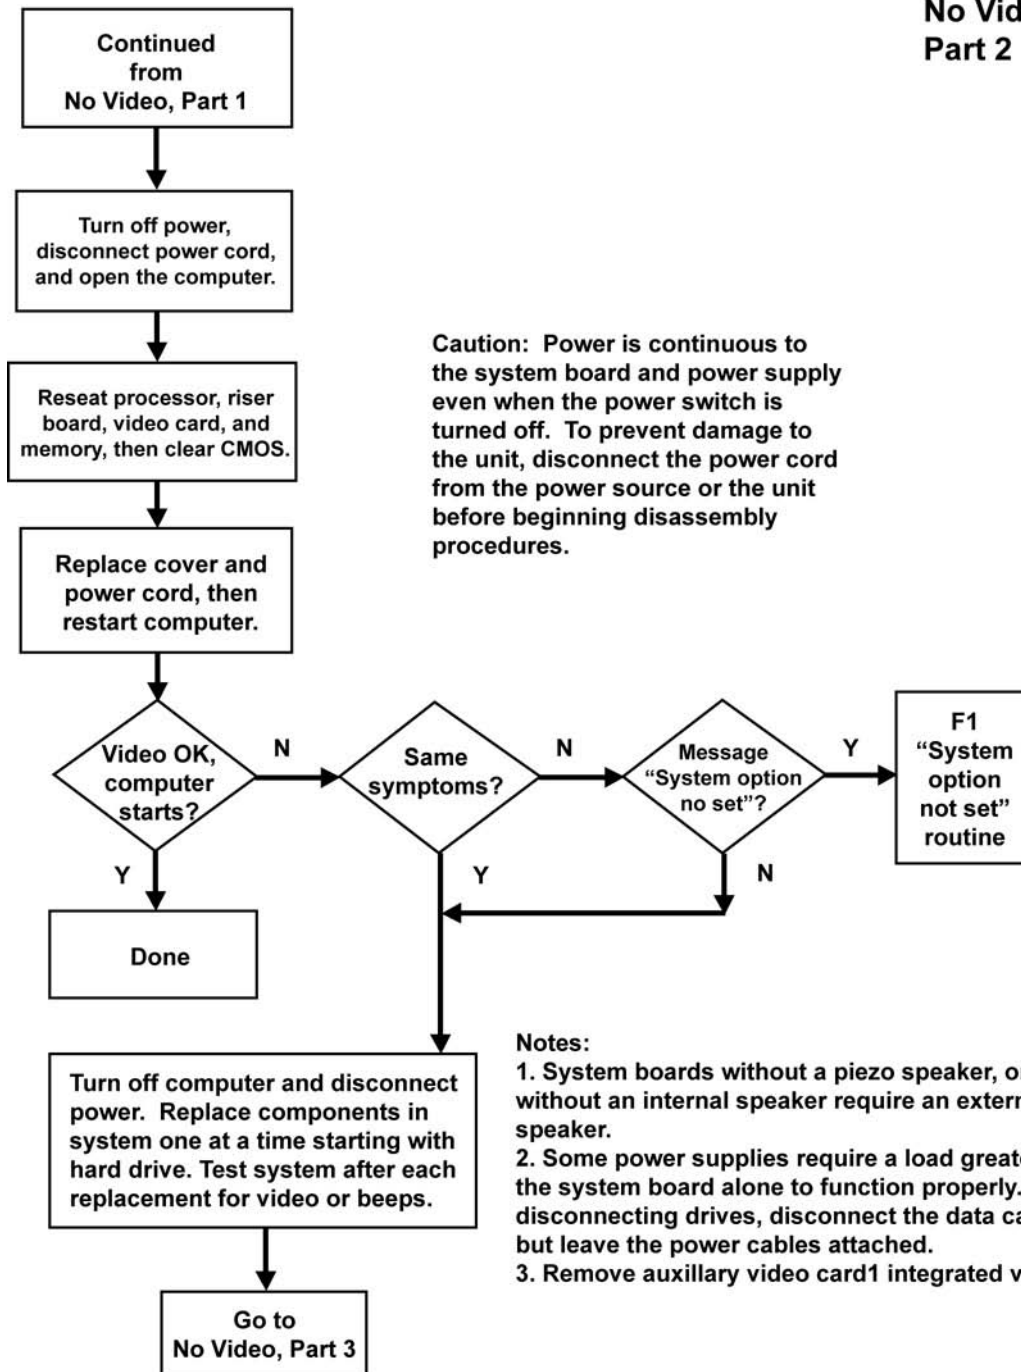 No Vid
Part 2
Continued
from
No Video, Part 1
Turn off power,
disconnect power cord,
and open the computer.
Reseat processor, riser
board, video card, and
memory, then clear CMOS.
Caution: Power is continuous to
the system board and power supply
even when the power switch is
turned off. To prevent damage to
the unit, disconnect the power cord
from the power source or the unit
before beginning disassembly
procedures.
Replace cover and
power cord, then
restart computer.
Video OK,
computer
starts?
N
Same
symptoms?
N
Message
“System option
no set”?
Y
F1
“System
option
not set”
routine
Y
Y
N
Done
Turn off computer and disconnect
power. Replace components in
system one at a time starting with
hard drive. Test system after each
replacement for video or beeps.
Notes:
1. System boards without a piezo speaker, or
without an internal speaker require an extern
speaker.
2. Some power supplies require a load greate
the system board alone to function properly.
disconnecting drives, disconnect the data ca
but leave the power cables attached.
3. Remove auxillary video card1 integrated v
Go to
No Video, Part 3